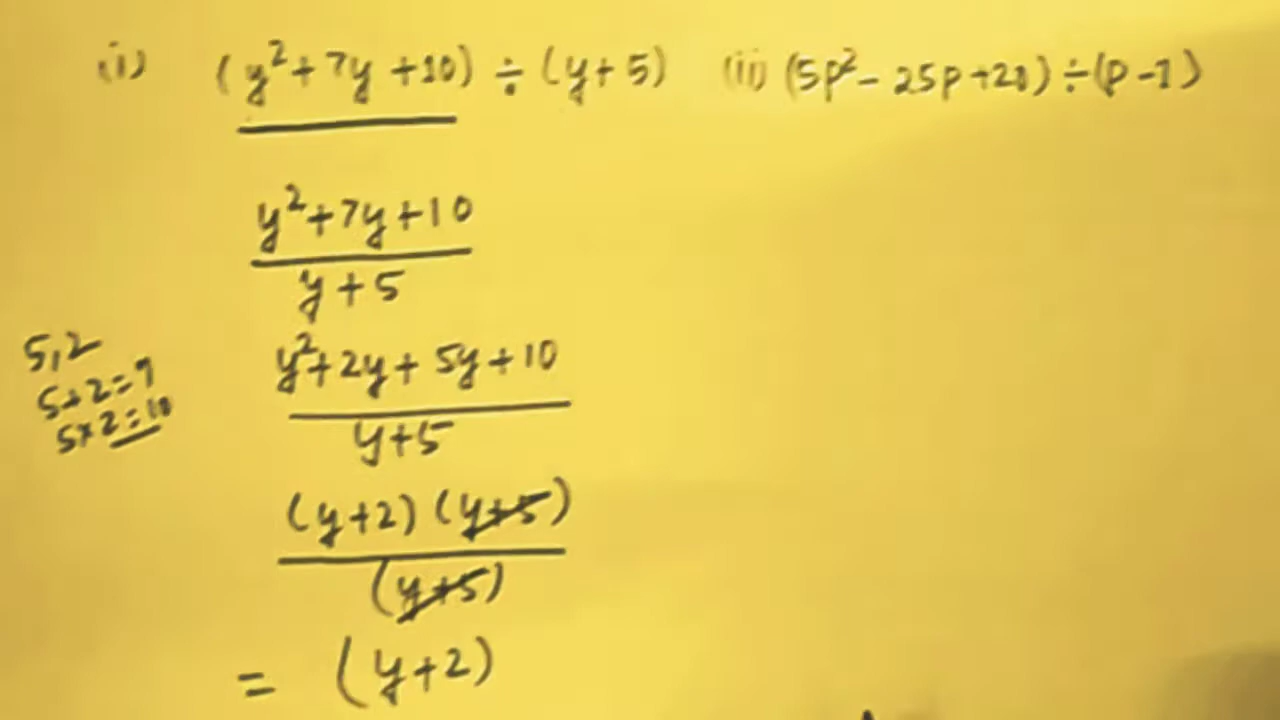 (i) (y²+7y+10) ÷ (y+5) (ii) (5p²- 25p+20) ÷ (p-1)
y²+7y+10
y+5
5,2
5+2=7
5×2=10
y²+2y+5y+10
y+5
(y+2) (y+5)
(y+5)
= (y+2)